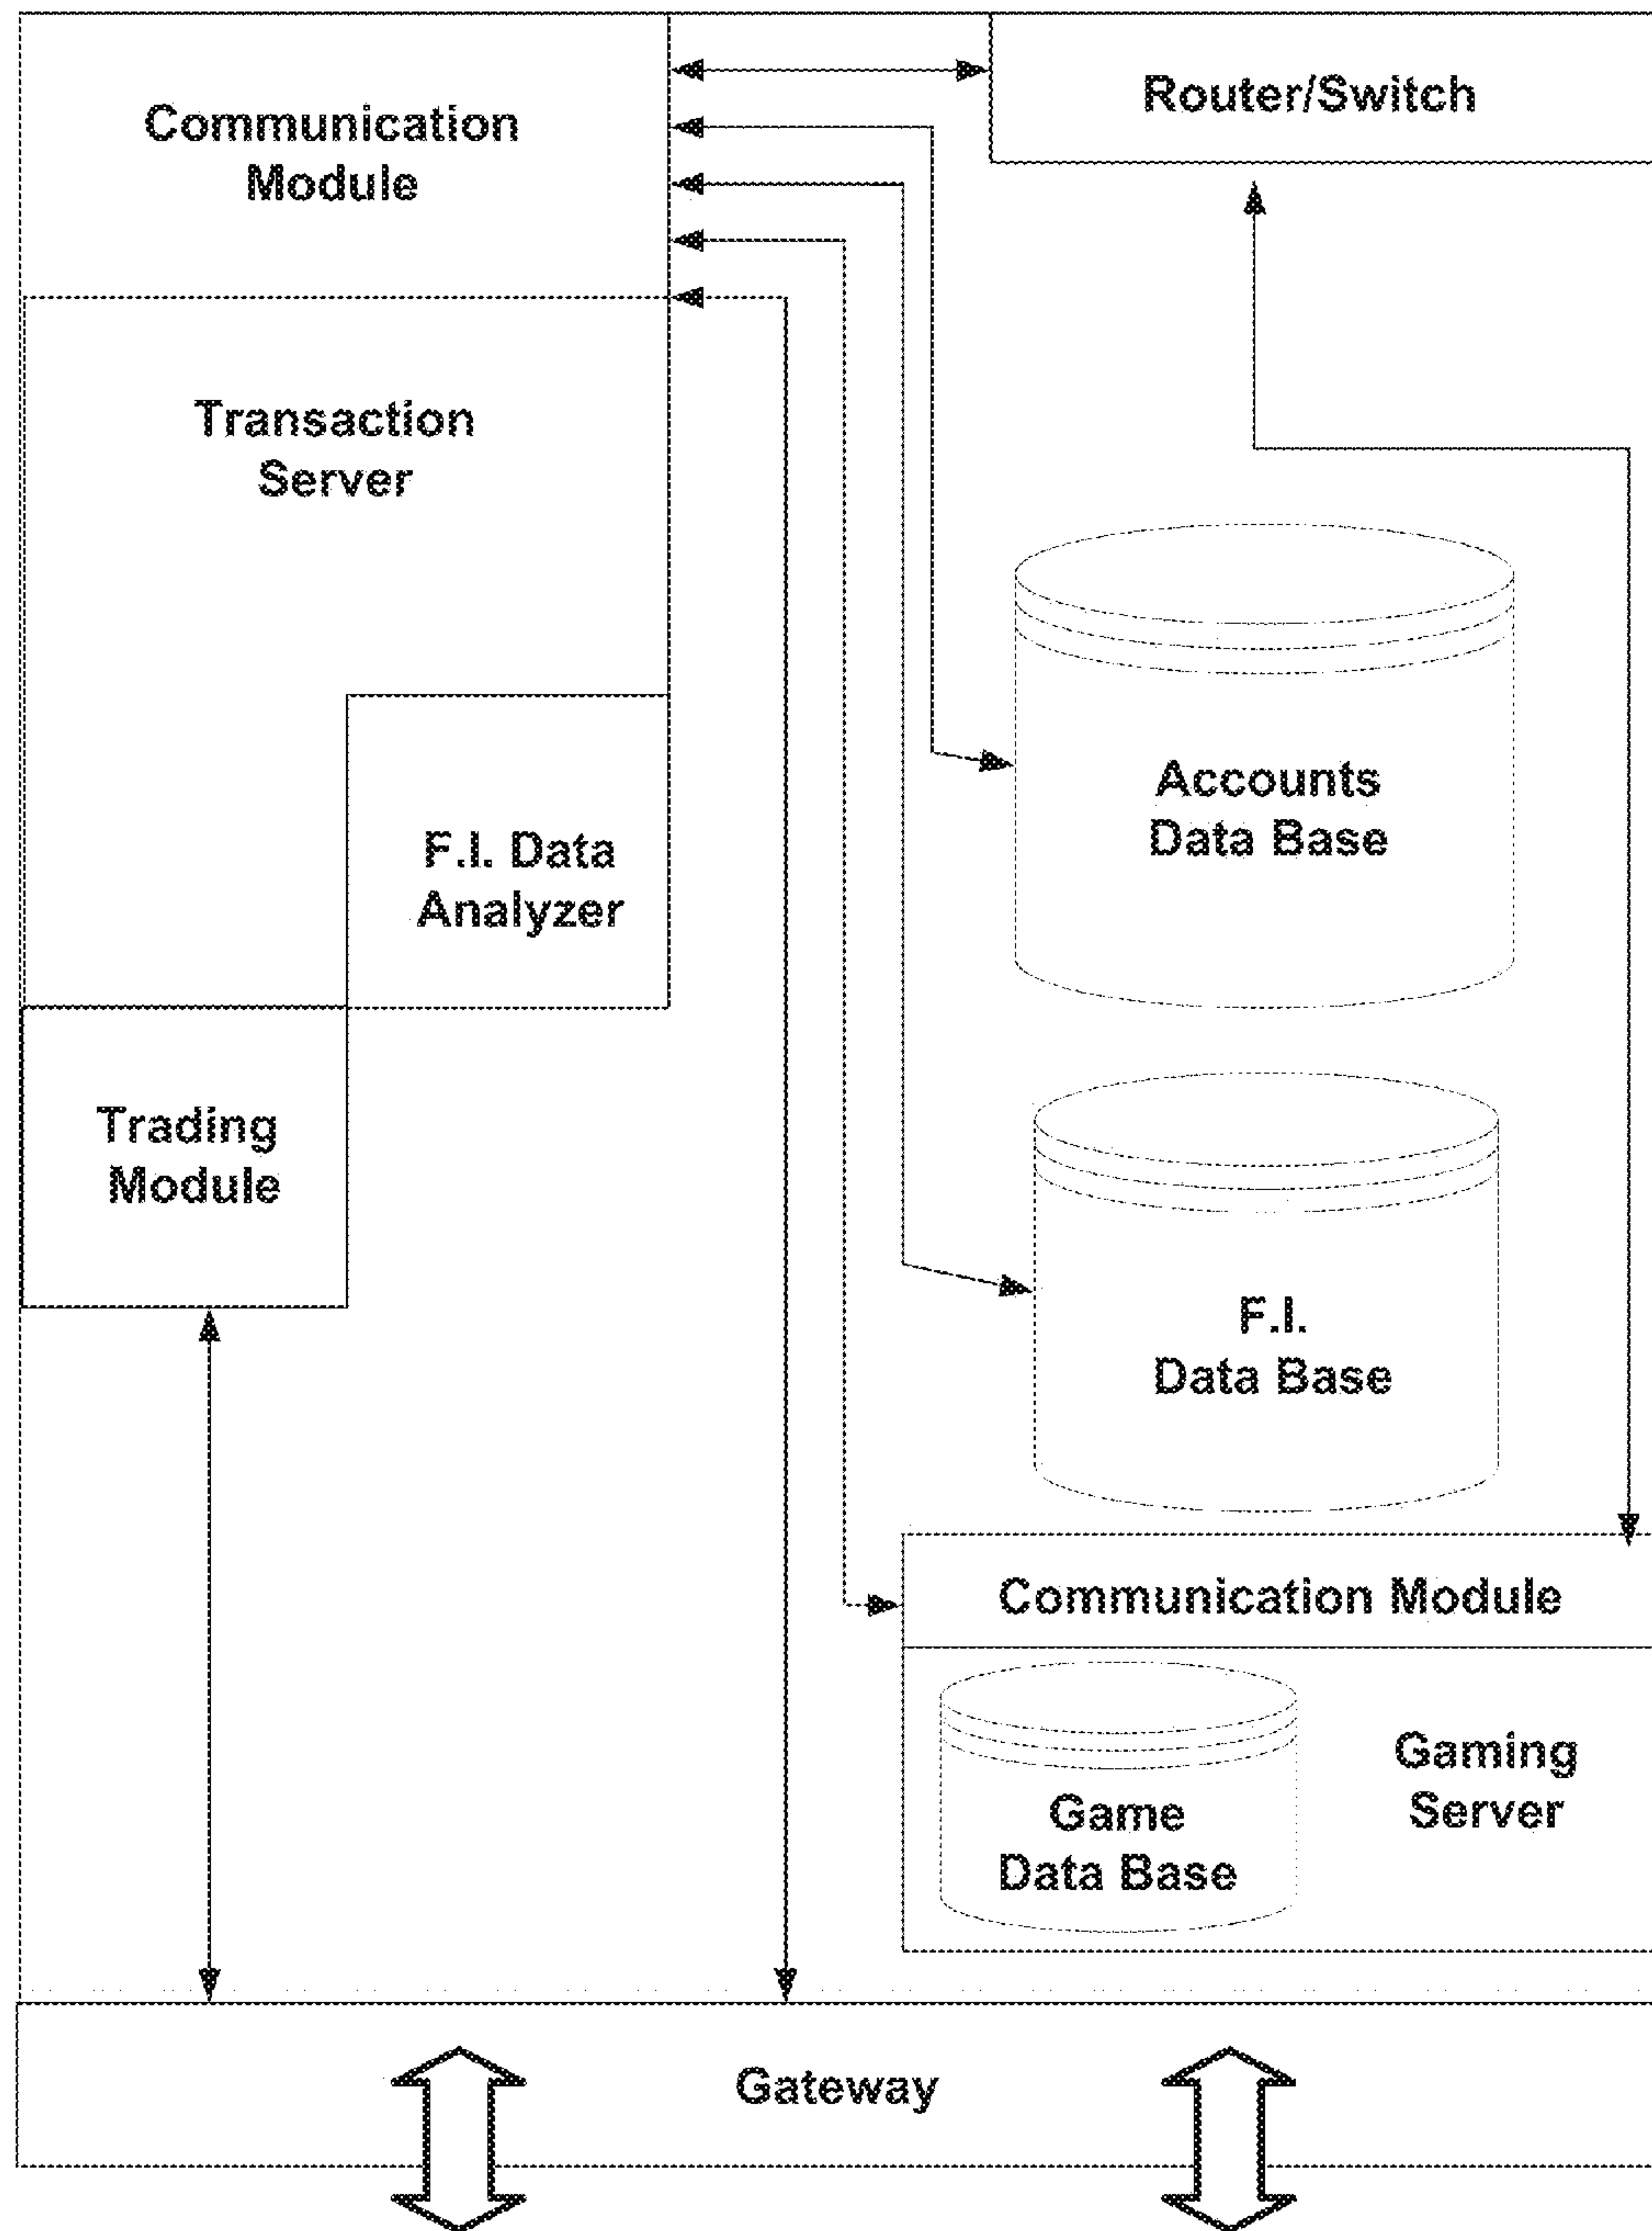 Communication
Module
Router/Switch
Transaction
Server
F.I. Data
Analyzer
Accounts
Data Base
Trading
Module
F.I.
Data Base
Communication Module
Gaming
Server
Game
Data Base
Gateway